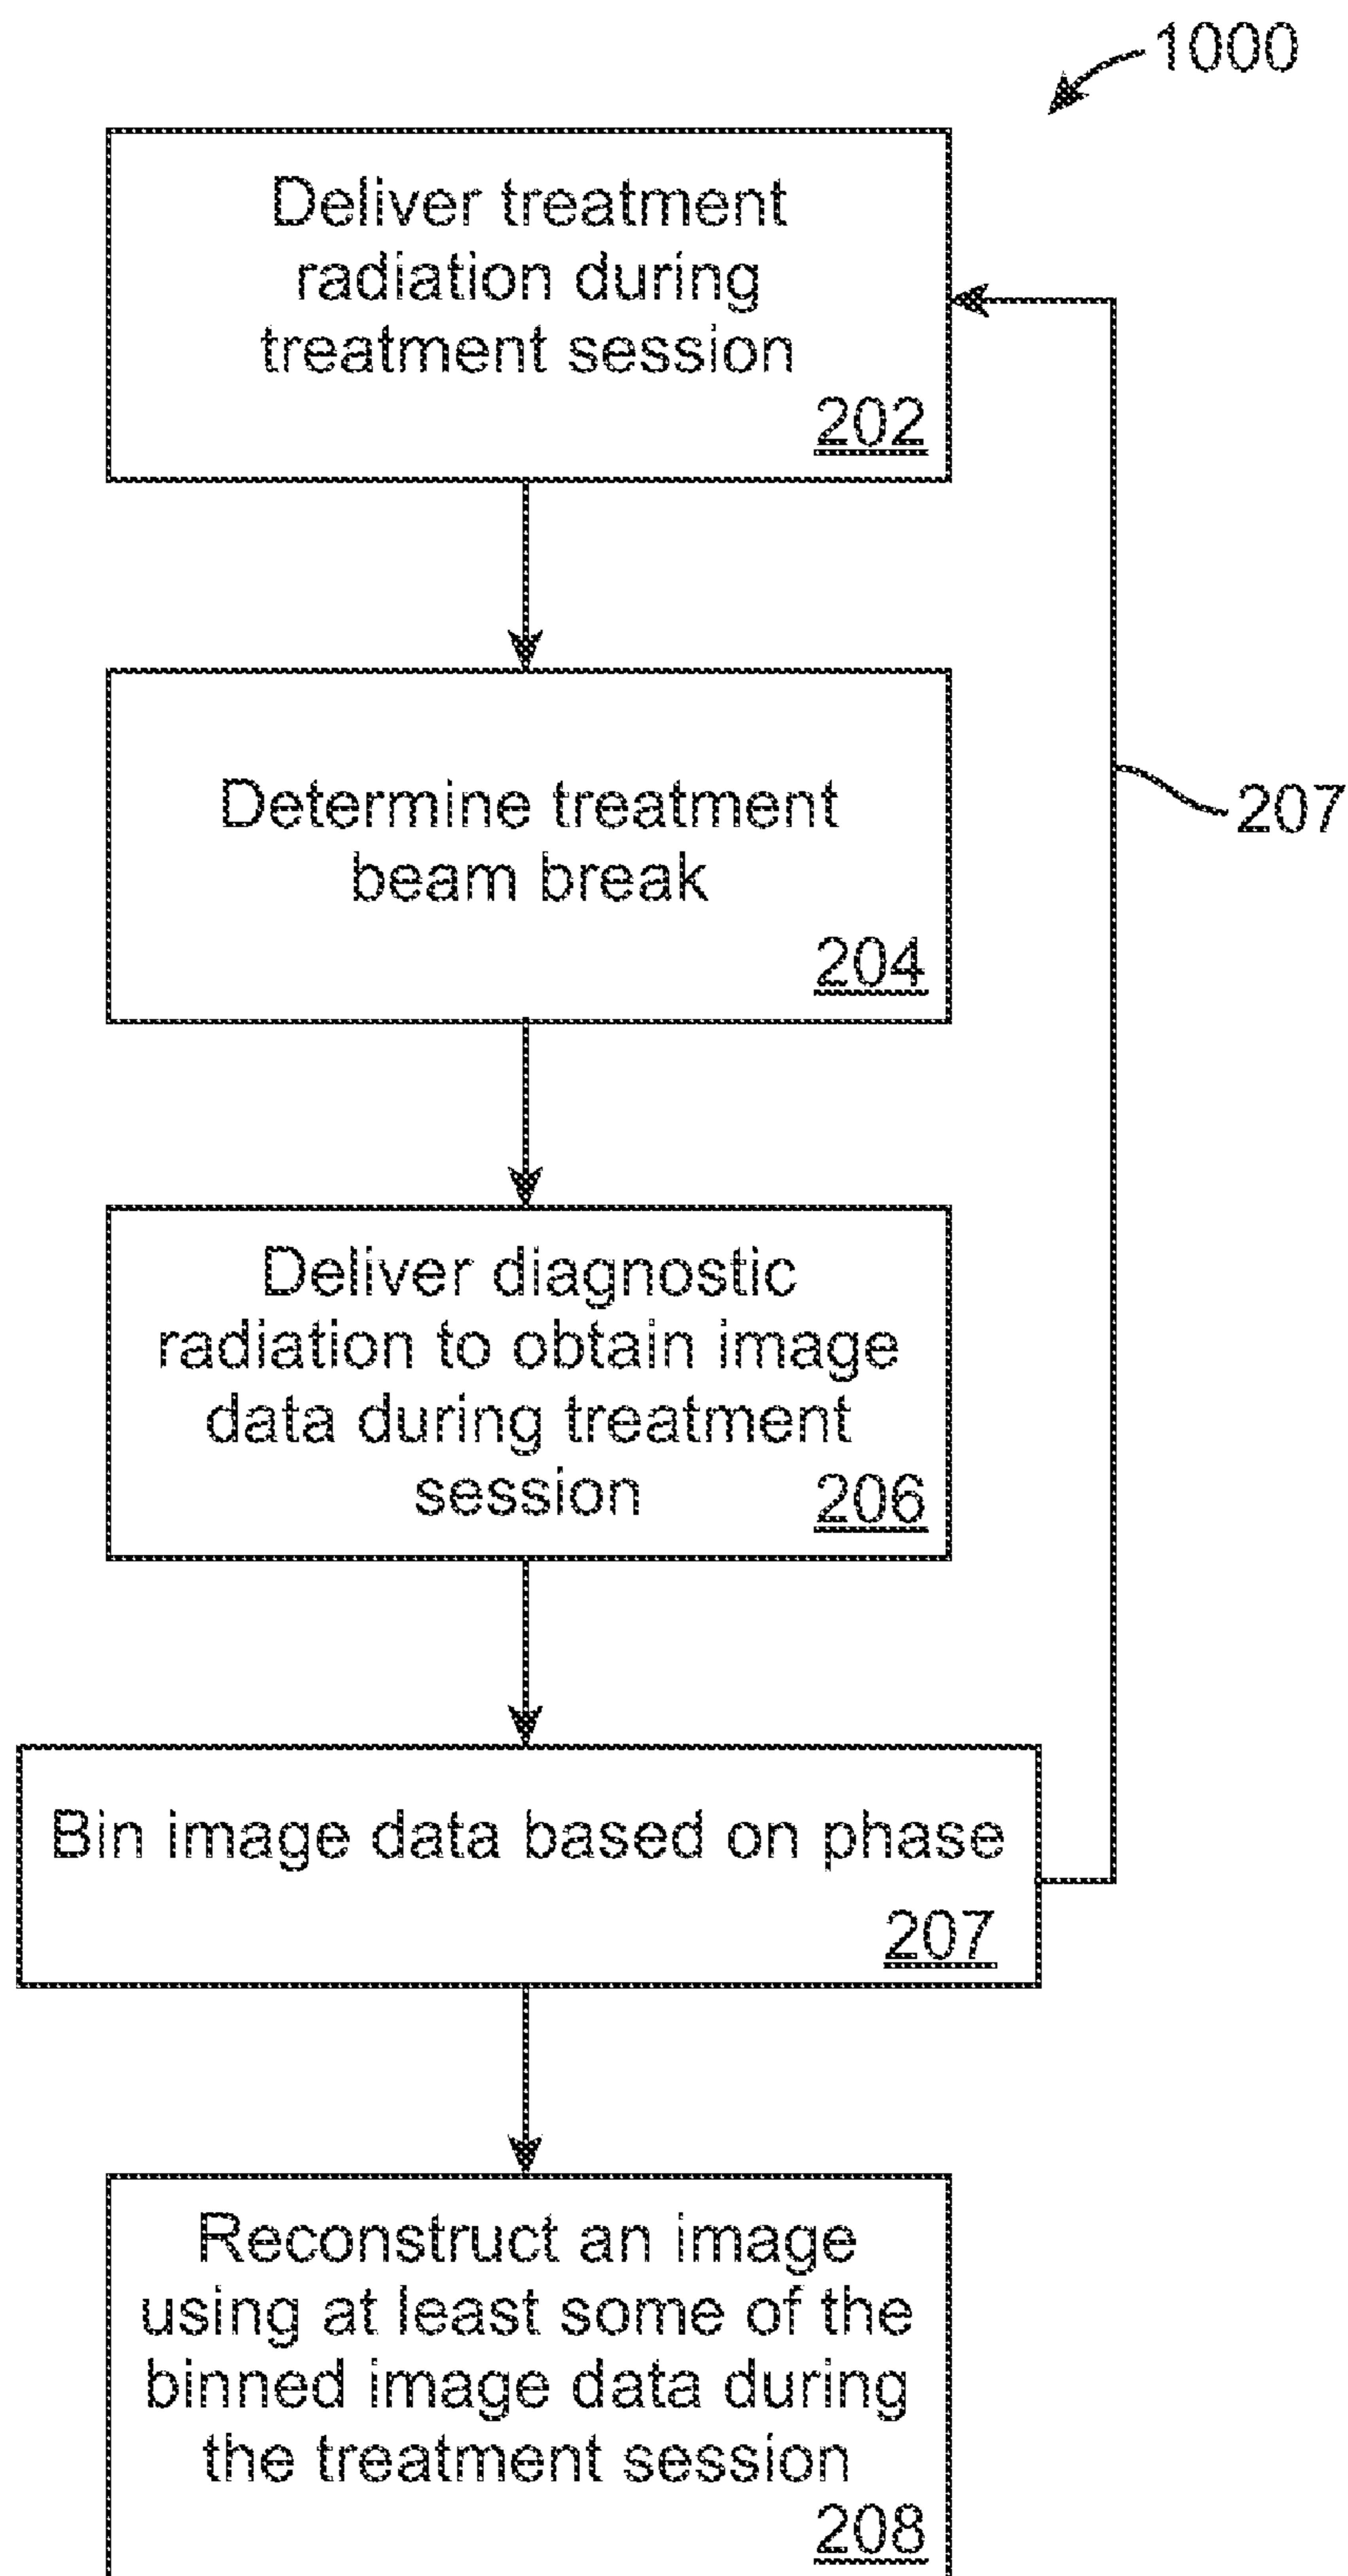 1000
Deliver treatment
radiation during
treatment session
202
Determine treatment
beam break
204
207
Deliver diagnostic
radiation to obtain image
data during treatment
session
206
Bin image data based on phase
207
Reconstruct an image
using at least some of the
binned image data during
the treatment session
208